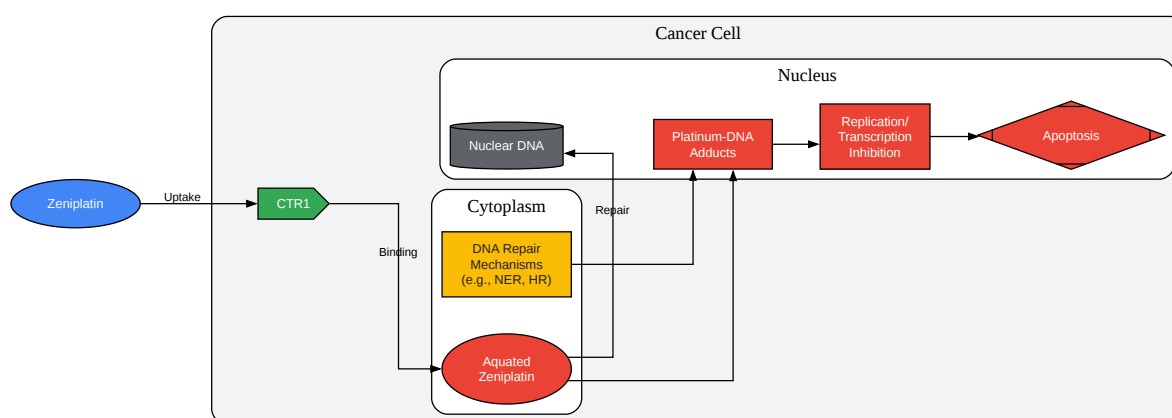 Cancer Cell
Nucleus
Nuclear DNA
Platinum-DNA
Adducts
Replication/
Transcription
Inhibition
Apoptosis
Zeniplatin
Uptake
CTR1
Binding
Cytoplasm
Repair
DNA Repair
Mechanisms
(e.g., NER, HR)
Aquated
Zeniplatin